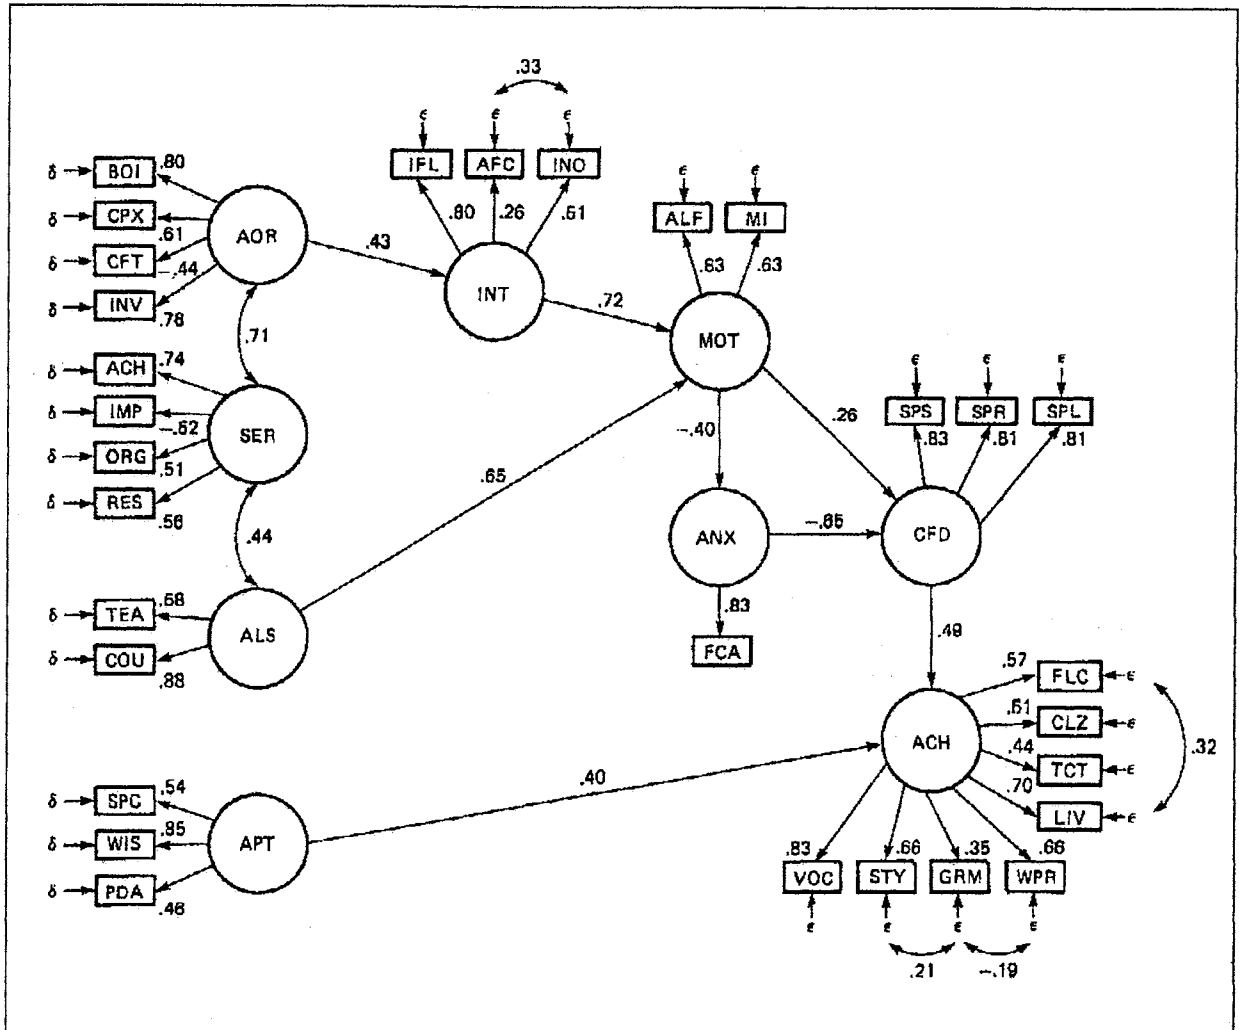 .33
ε ε ε
IFL AFC INO
.80 .26 .61
δ BOI .80
δ CPX
.61
δ CFT
-.44
δ INV
.78
AOR
.43
INT
.72
ε ε
ALF MI
.63 .63
MOT
.71
δ ACH .74
δ IMP
-.62
δ ORG
.51
δ RES
.56
SER
.65
.44
-.40
.26
ε ε ε
SPS SPR SPL
.83 .81 .81
ANX
-.65
CFD
.83
FCA
.49
δ TEA .68
δ COU
.88
ALS
ACH
.57 FLC ε
.61 CLZ ε
.44 TCT ε
.70 LIV ε
.32
δ SPC .54
δ WIS .85
δ PDA
.46
APT
.40
.83 .66 .35 .66
VOC STY GRM WPR
ε ε ε ε
.21 -.19